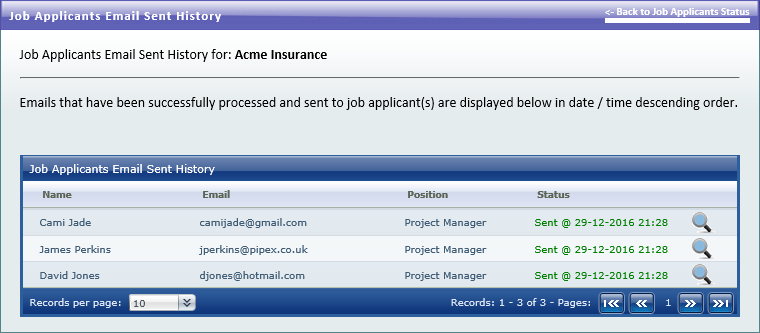 Job Applicants Email Sent History
<- Back to Job Applicants Status
Job Applicants Email Sent History for: Acme Insurance
Emails that have been successfully processed and sent to job applicant(s) are displayed below in date / time descending order.
Job Applicants Email Sent History
Name Email Position Status
Cami Jade camijade@gmail.com Project Manager Sent @ 29-12-2016 21:28
James Perkins jperkins@pipex.co.uk Project Manager Sent @ 29-12-2016 21:28
David Jones djones@hotmail.com Project Manager Sent @ 29-12-2016 21:28
Records per page: 10 Records: 1 - 3 of 3 - Pages: 1